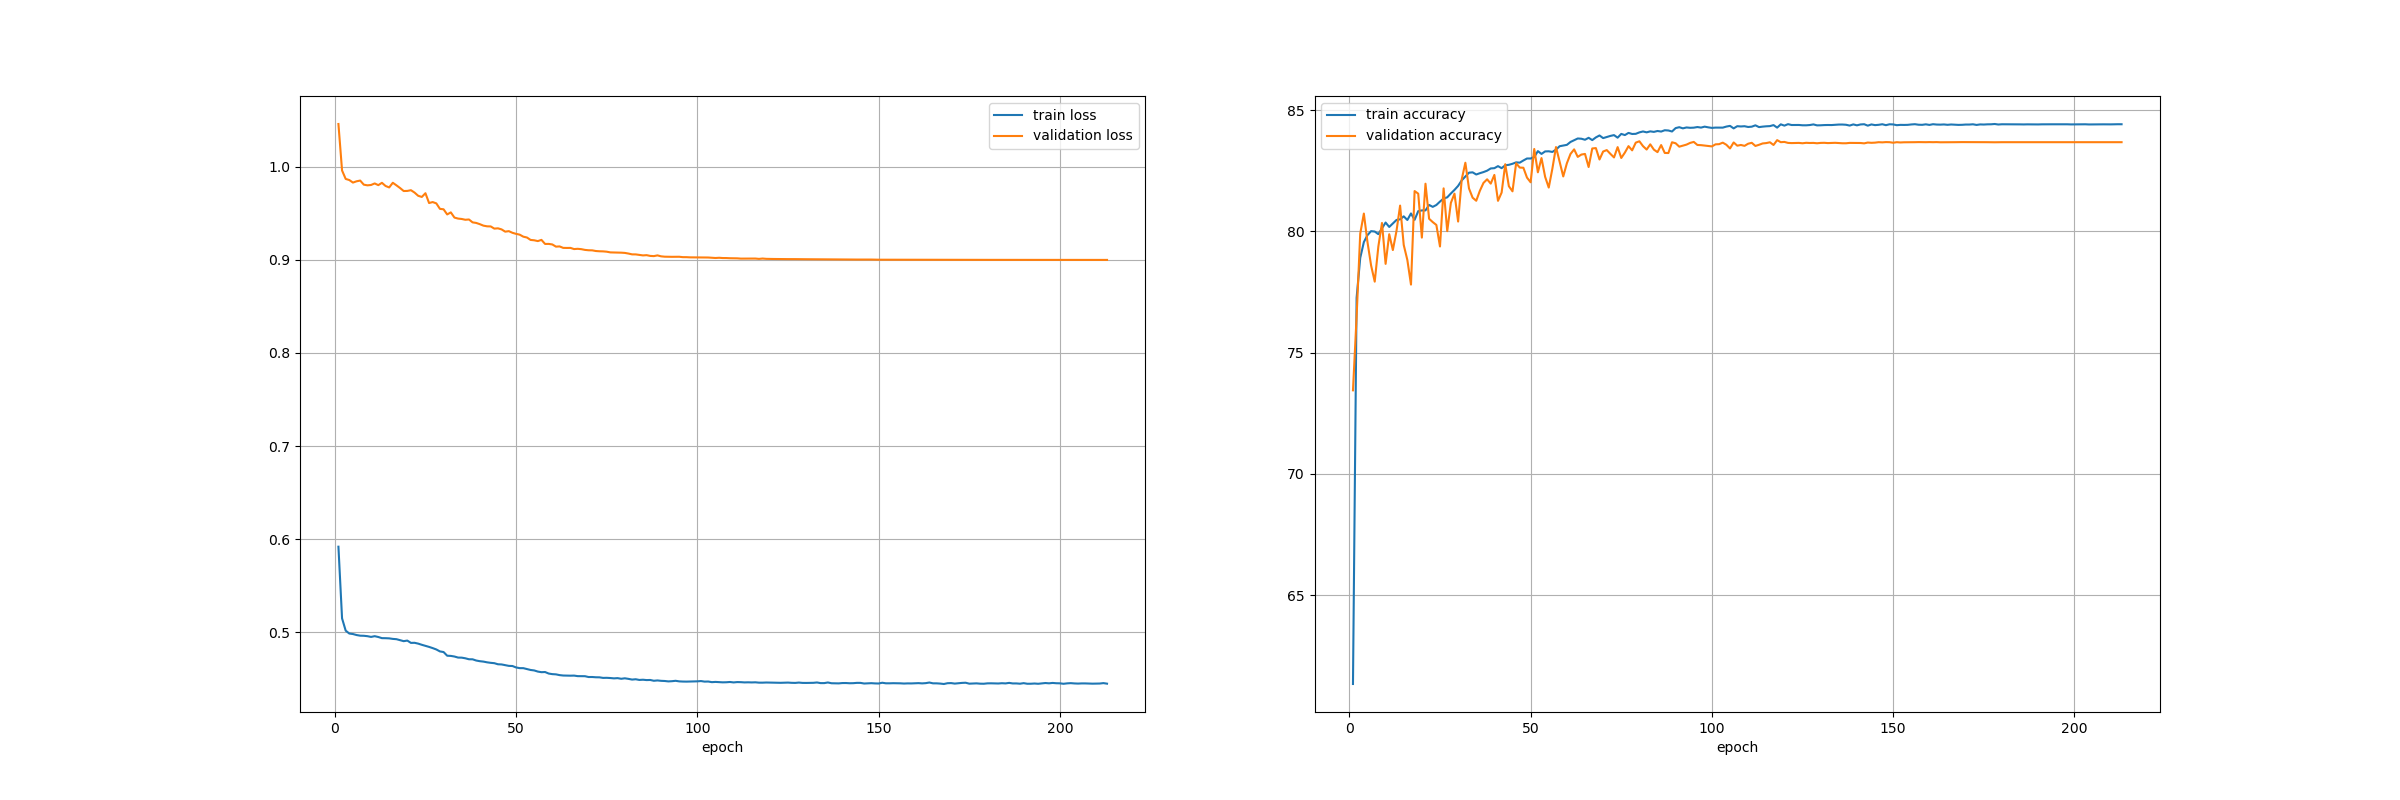 train loss
validation loss
1.0
0.9
0.8
0.7
0.6
0.5
0 50 100 150 200
epoch
train accuracy
validation accuracy
85
80
75
70
65
0 50 100 150 200
epoch